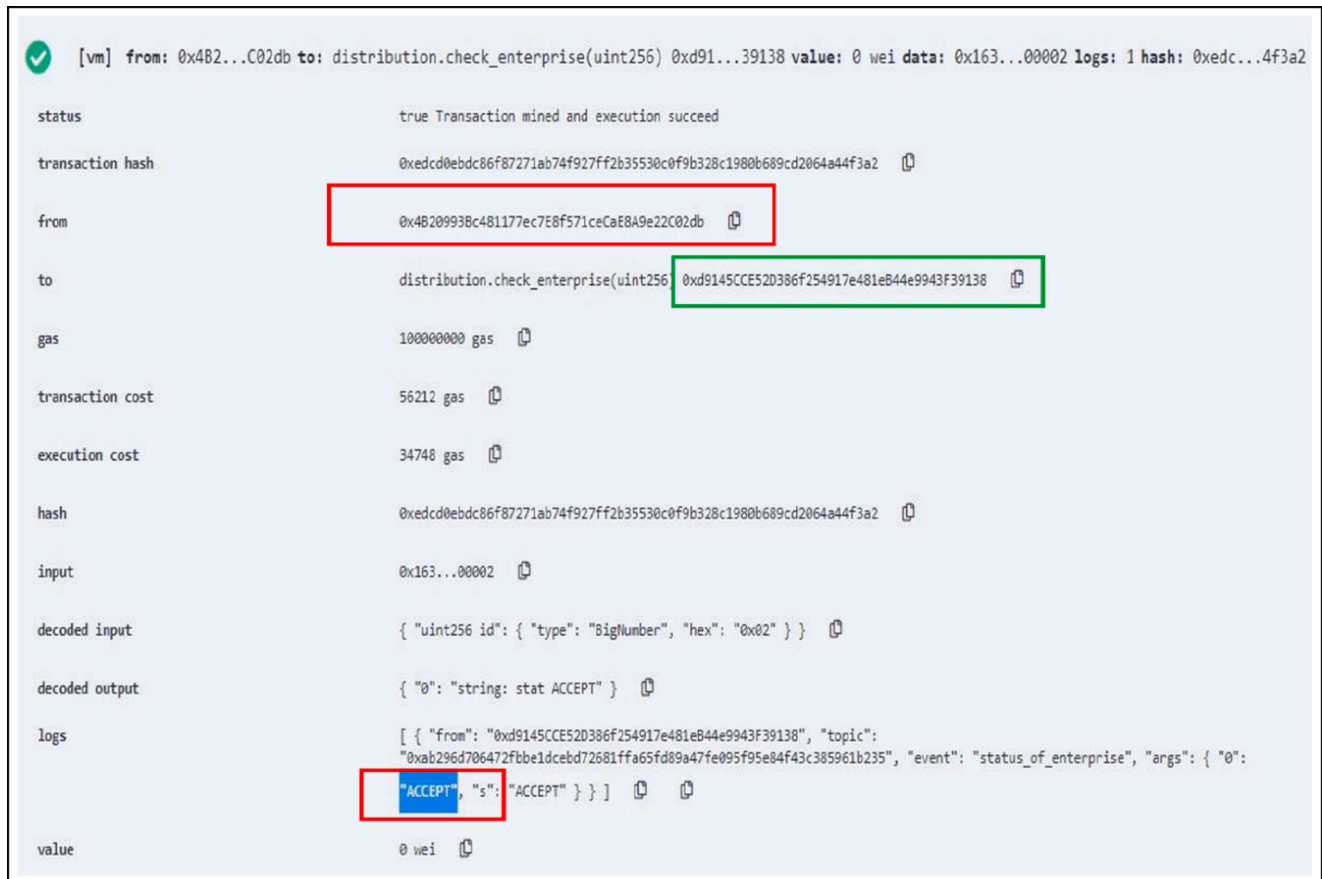 [vm] from: 0x4B2...C02db to: distribution.check_enterprise(uint256) 0xd91...39138 value: 0 wei data: 0x163...00002 logs: 1 hash: 0xedc...4f3a2
status true Transaction mined and execution succeed
transaction hash 0xedcd0ebdc86f87271ab74f927ff2b35530c0f9b328c1980b689cd2064a44f3a2
from 0x4B20993Bc481177ec7E8f571ceCaE8A9e22C02db
to distribution.check_enterprise(uint256) 0xd9145CCE52D386f254917e481eB44e9943F39138
gas 100000000 gas
transaction cost 56212 gas
execution cost 34748 gas
hash 0xedcd0ebdc86f87271ab74f927ff2b35530c0f9b328c1980b689cd2064a44f3a2
input 0x163...00002
decoded input { "uint256 id": { "type": "BigNumber", "hex": "0x02" } }
decoded output { "0": "string: stat ACCEPT" }
logs [ { "from": "0xd9145CCE52D386f254917e481eB44e9943F39138", "topic":
"0xab296d706472fbbe1dcebd72681ffa65fd89a47fe095f95e84f43c385961b235", "event": "status_of_enterprise", "args": { "0":
"ACCEPT", "s": "ACCEPT" } } ]
value 0 wei